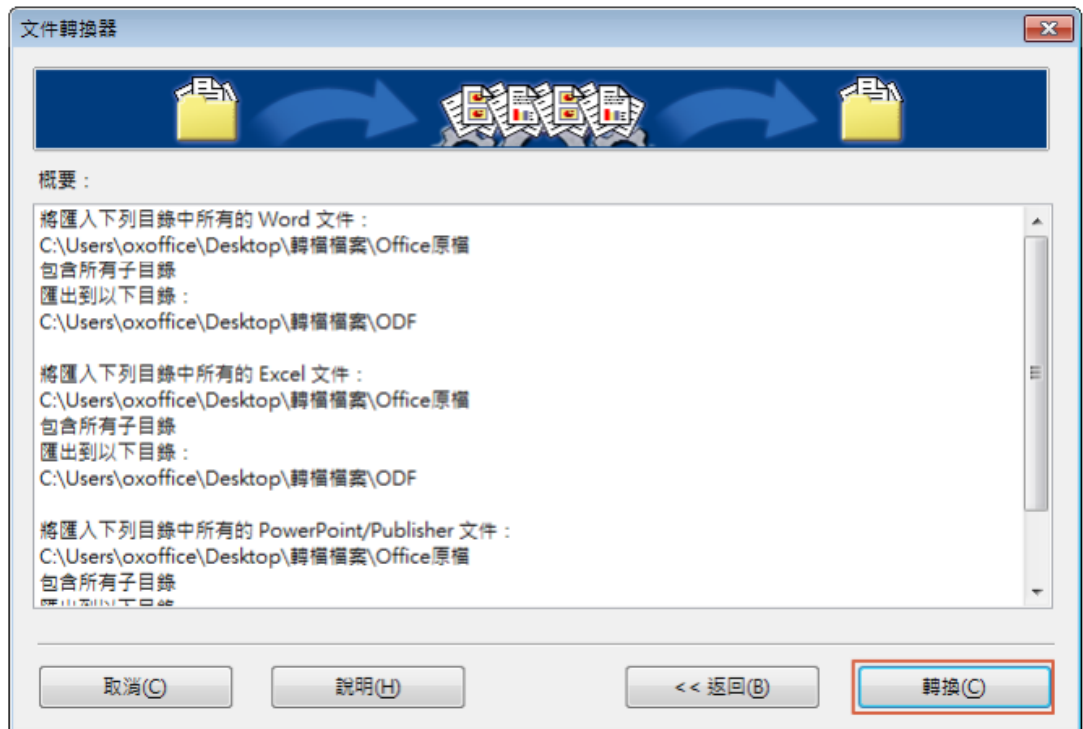 文件轉換器
概要：
將匯入下列目錄中所有的 Word 文件：
C:\Users\oxoffice\Desktop\轉檔檔案\Office原檔
包含所有子目錄
匯出到以下目錄：
C:\Users\oxoffice\Desktop\轉檔檔案\ODF
將匯入下列目錄中所有的 Excel 文件：
C:\Users\oxoffice\Desktop\轉檔檔案\Office原檔
包含所有子目錄
匯出到以下目錄：
C:\Users\oxoffice\Desktop\轉檔檔案\ODF
將匯入下列目錄中所有的 PowerPoint/Publisher 文件：
C:\Users\oxoffice\Desktop\轉檔檔案\Office原檔
包含所有子目錄
取消(C) 說明(H) << 返回(B) 轉換(C)